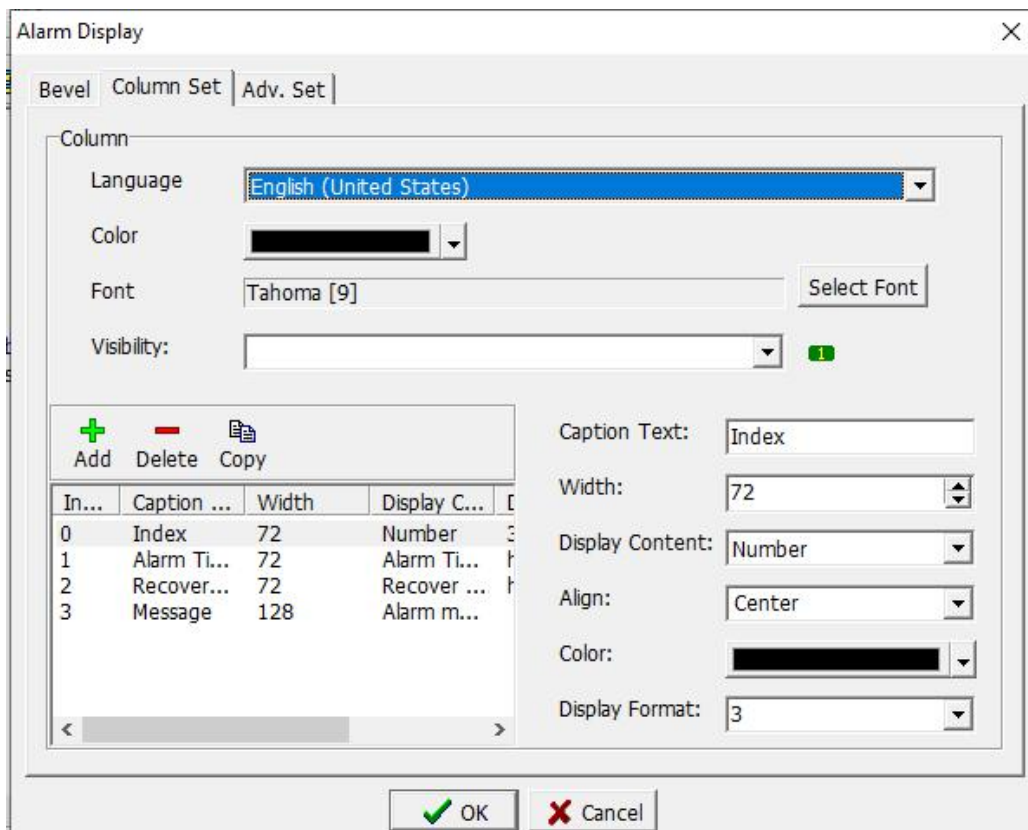 Alarm Display
Bevel Column Set Adv. Set
Column
Language English (United States)
Color
Font Tahoma [9] Select Font
Visibility: 1
Add Delete Copy
In... Caption ... Width Display C...
0 Index 72 Number 3
1 Alarm Ti... 72 Alarm Ti... h
2 Recover... 72 Recover ... h
3 Message 128 Alarm m...
Caption Text: Index
Width: 72
Display Content: Number
Align: Center
Color:
Display Format: 3
OK Cancel